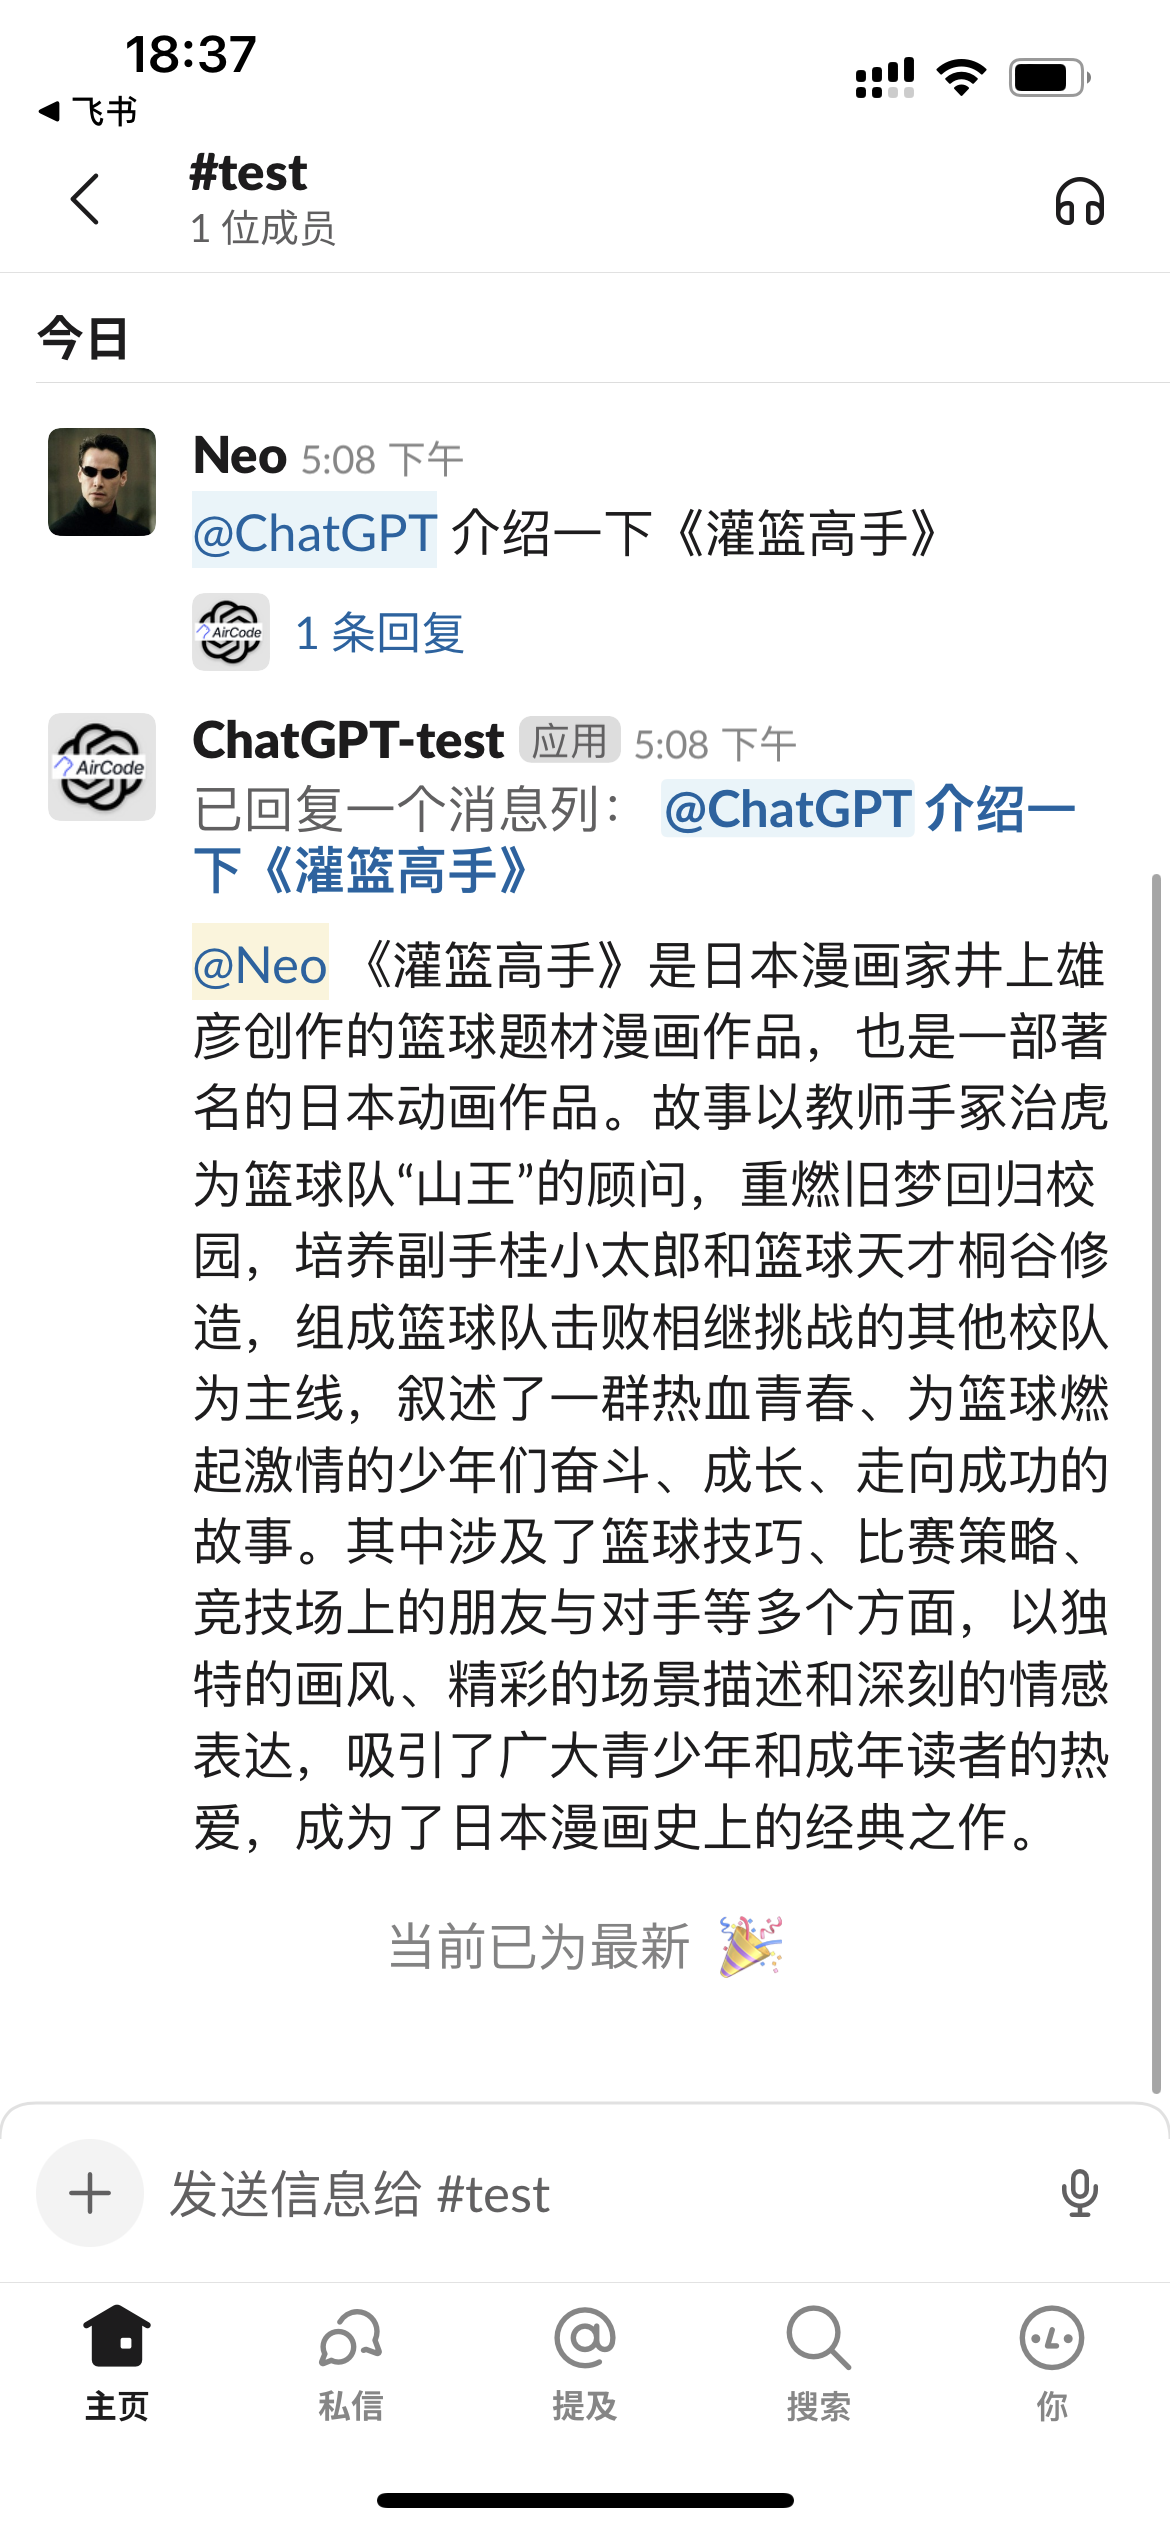 18:37
飞书
#test
1 位成员
今日
Neo 5:08 下午
@ChatGPT 介绍一下《灌篮高手》
AirCode
1 条回复
ChatGPT-test 应用 5:08 下午
AirCode
已回复一个消息列： @ChatGPT 介绍一
下《灌篮高手》
@Neo 《灌篮高手》是日本漫画家井上雄
彦创作的篮球题材漫画作品，也是一部著
名的日本动画作品。故事以教师手冢治虎
为篮球队“山王”的顾问，重燃旧梦回归校
园，培养副手桂小太郎和篮球天才桐谷修
造，组成篮球队击败相继挑战的其他校队
为主线，叙述了一群热血青春、为篮球燃
起激情的少年们奋斗、成长、走向成功的
故事。其中涉及了篮球技巧、比赛策略、
竞技场上的朋友与对手等多个方面，以独
特的画风、精彩的场景描述和深刻的情感
表达，吸引了广大青少年和成年读者的热
爱，成为了日本漫画史上的经典之作。
当前已为最新 🎉
发送信息给 #test
主页
私信
提及
搜索
你